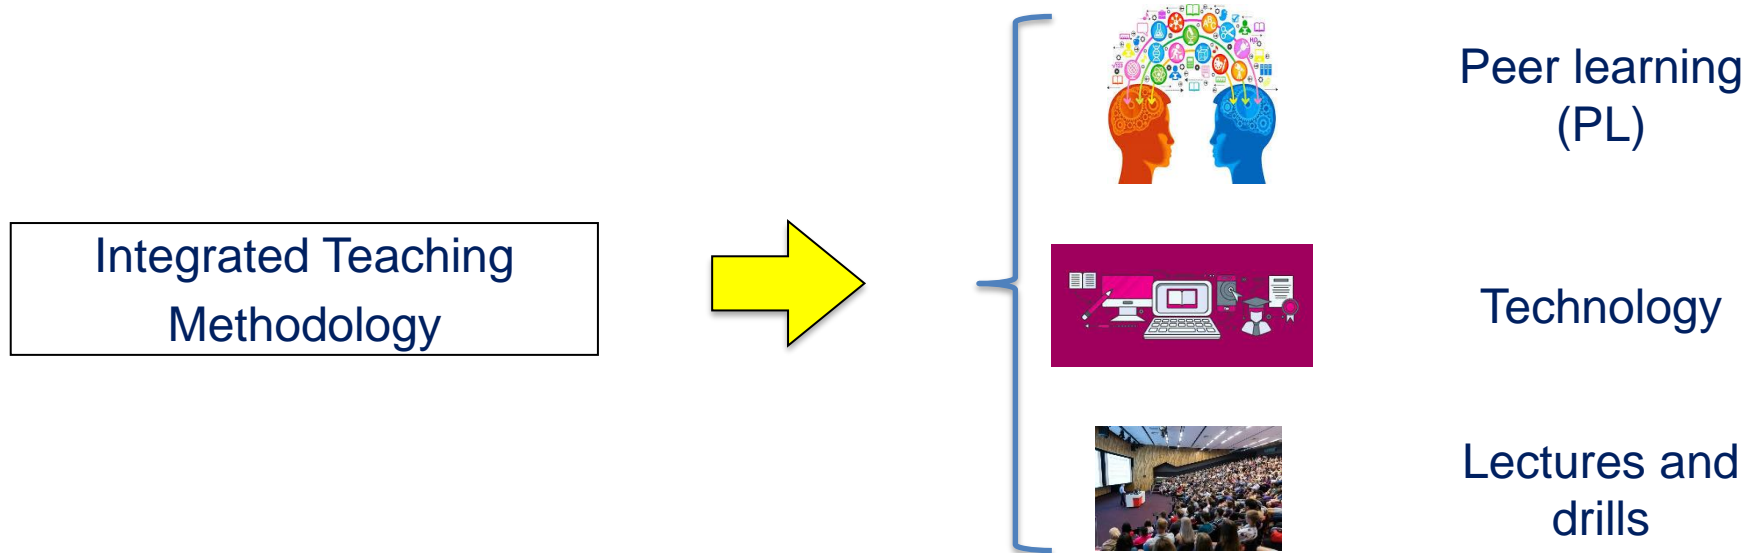 Integrated Teaching
Methodology
Peer learning
(PL)
Technology
Lectures and
drills